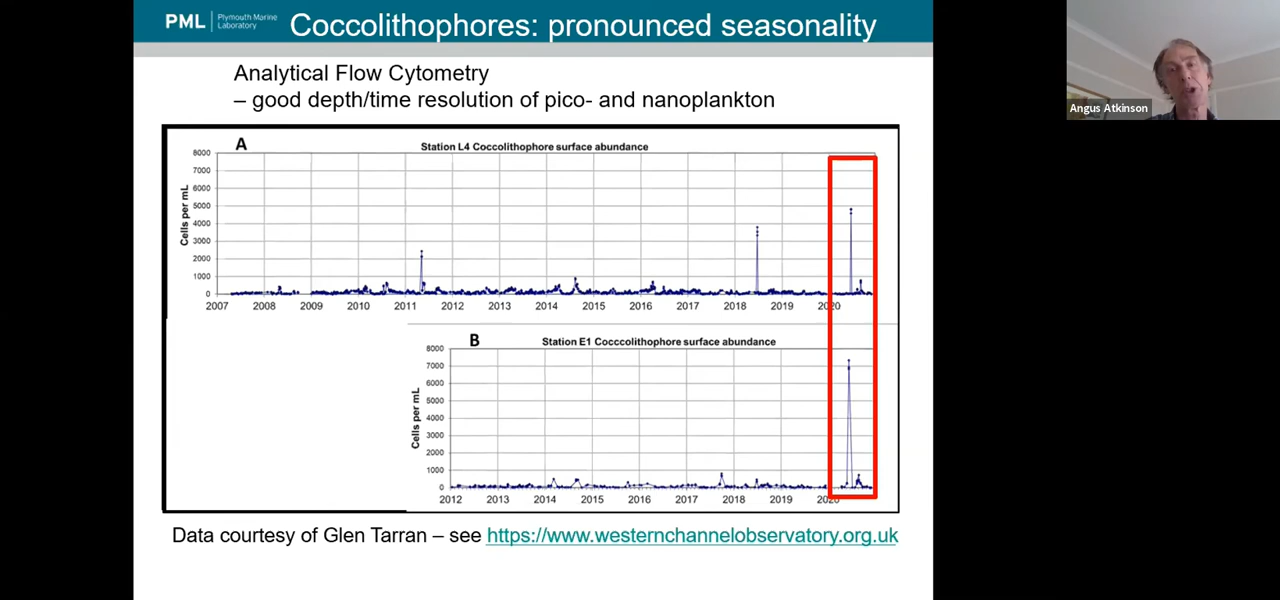 PML Plymouth Marine
Laboratory
Coccolithophores: pronounced seasonality
Angus Atkinson
Analytical Flow Cytometry
– good depth/time resolution of pico- and nanoplankton
A
Station L4 Coccolithophore surface abundance
Cells per mL
8000
7000
6000
5000
4000
3000
2000
1000
0
2007 2008 2009 2010 2011 2012 2013 2014 2015 2016 2017 2018 2019 2020
B
Station E1 Cocccolithophore surface abundance
Cells per mL
8000
7000
6000
5000
4000
3000
2000
1000
0
2012 2013 2014 2015 2016 2017 2018 2019 2020
Data courtesy of Glen Tarran – see https://www.westernchannelobservatory.org.uk